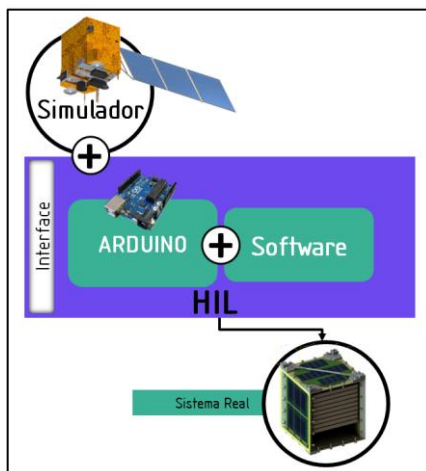 Simulador
+
Interface
ARDUINO + Software
HIL
Sistema Real